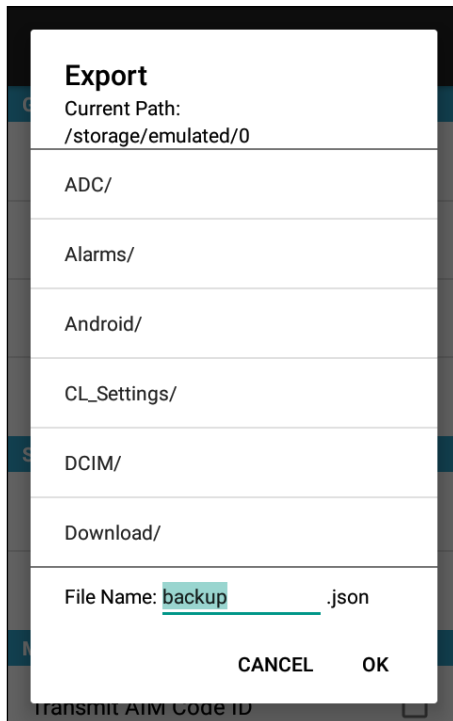 Export
Current Path:
/storage/emulated/0
ADC/
Alarms/
Android/
CL_Settings/
DCIM/
Download/
File Name: backup .json
CANCEL OK
Transmit AIM Code ID